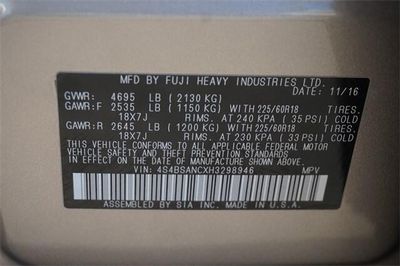 MFD BY FUJI HEAVY INDUSTRIES LTD.
DATE: 11/16
GVWR: 4695 LB (2130 KG)
GAWR:F 2535 LB (1150 KG) WITH 225/60R18 TIRES.
18X7J RIMS. AT 240 KPA (35 PSI) COLD
GAWR:R 2645 LB (1200 KG) WITH 225/60R18 TIRES.
18X7J RIMS. AT 230 KPA (33 PSI) COLD
THIS VEHICLE CONFORMS TO ALL APPLICABLE FEDERAL MOTOR
VEHICLE SAFETY, BUMPER, AND THEFT PREVENTION STANDARDS
IN EFFECT ON THE DATE OF MANUFACTURE SHOWN ABOVE.
VIN: 4S4BSANCXH3298946 MPV
ASSEMBLED BY SIA INC. MADE IN U.S.A.